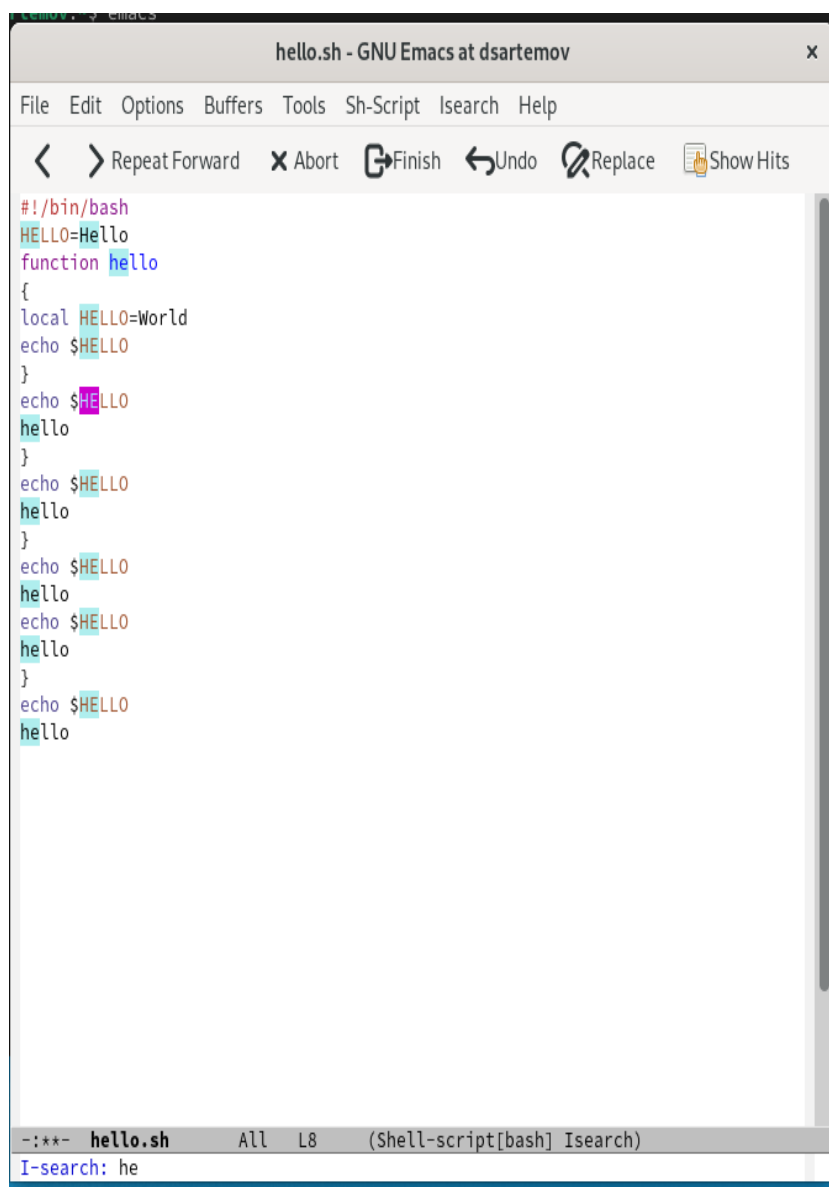 temov:~$ emacs
hello.sh - GNU Emacs at dsartemov x
File Edit Options Buffers Tools Sh-Script Isearch Help
Repeat Forward Abort Finish Undo Replace Show Hits
#!/bin/bash
HELLO=Hello
function hello
{
local HELLO=World
echo $HELLO
}
echo $HELLO
hello
}
echo $HELLO
hello
}
echo $HELLO
hello
echo $HELLO
hello
}
echo $HELLO
hello
-:**- hello.sh All L8 (Shell-script[bash] Isearch)
I-search: he